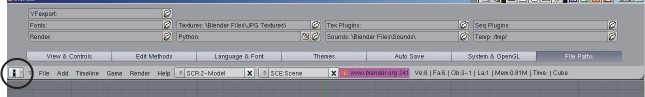 YFexport:
Fonts: Textures: \Blender Files\JPG Textures\ Tex Plugins: Seq Plugins:
Render: Python: Sounds: \Blender Files\Sounds\ Temp: /tmp/
View & Controls Edit Methods Language & Font Themes Auto Save System & OpenGL File Paths
File Add Timeline Game Render Help SCR:2-Model X SCE:Scene X www.blender.org 241 Ve:8 | Fa:6 | Ob:3-1 | La:1 | Mem:0.81M | Time: | Cube